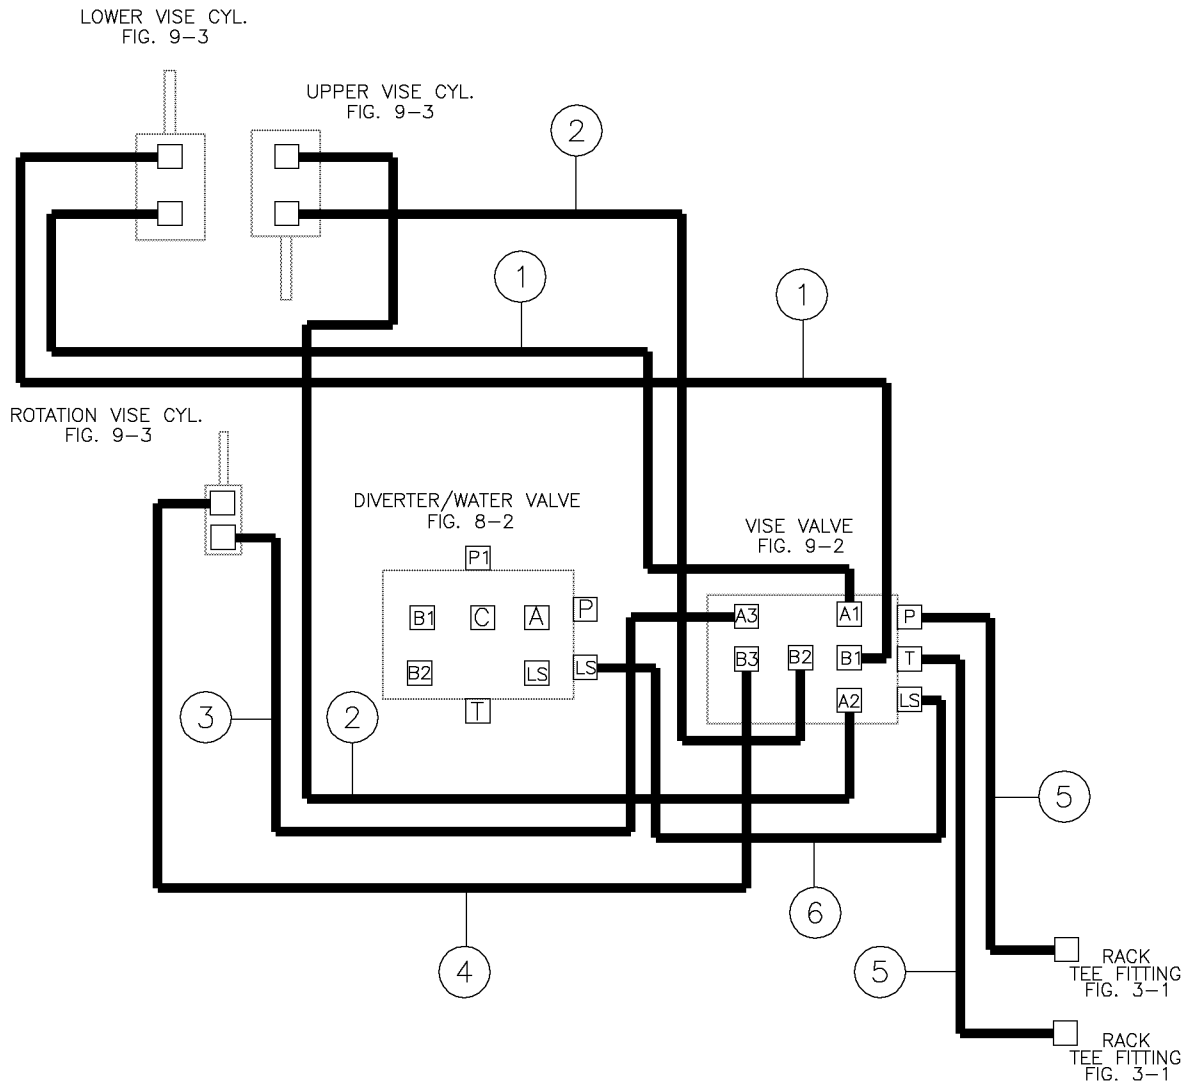 LOWER VISE CYL.
FIG. 9-3
UPPER VISE CYL.
FIG. 9-3
2
1
1
ROTATION VISE CYL.
FIG. 9-3
DIVERTER/WATER VALVE
FIG. 8-2
VISE VALVE
FIG. 9-2
P1
B1
C
A
P
B2
LS
LS
T
A3
A1
P
B3
B2
B1
T
A2
LS
3
2
5
6
4
5
RACK
TEE FITTING
FIG. 3-1
RACK
TEE FITTING
FIG. 3-1